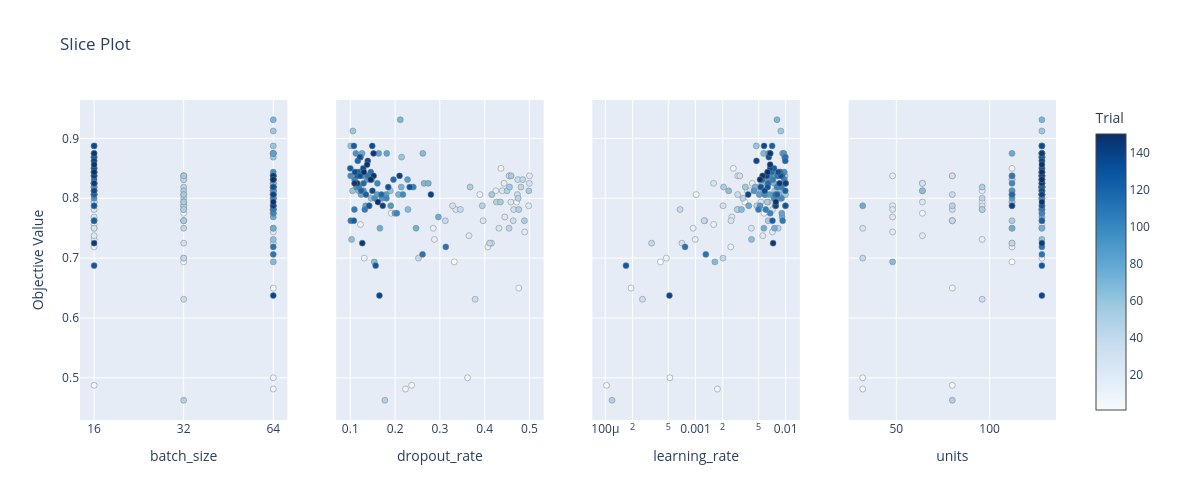 Slice Plot
Objective Value
0.9
0.8
0.7
0.6
0.5
16 32 64
batch_size
0.1 0.2 0.3 0.4 0.5
dropout_rate
100μ 2 5 0.001 2 5 0.01
learning_rate
50 100
units
Trial
140
120
100
80
60
40
20